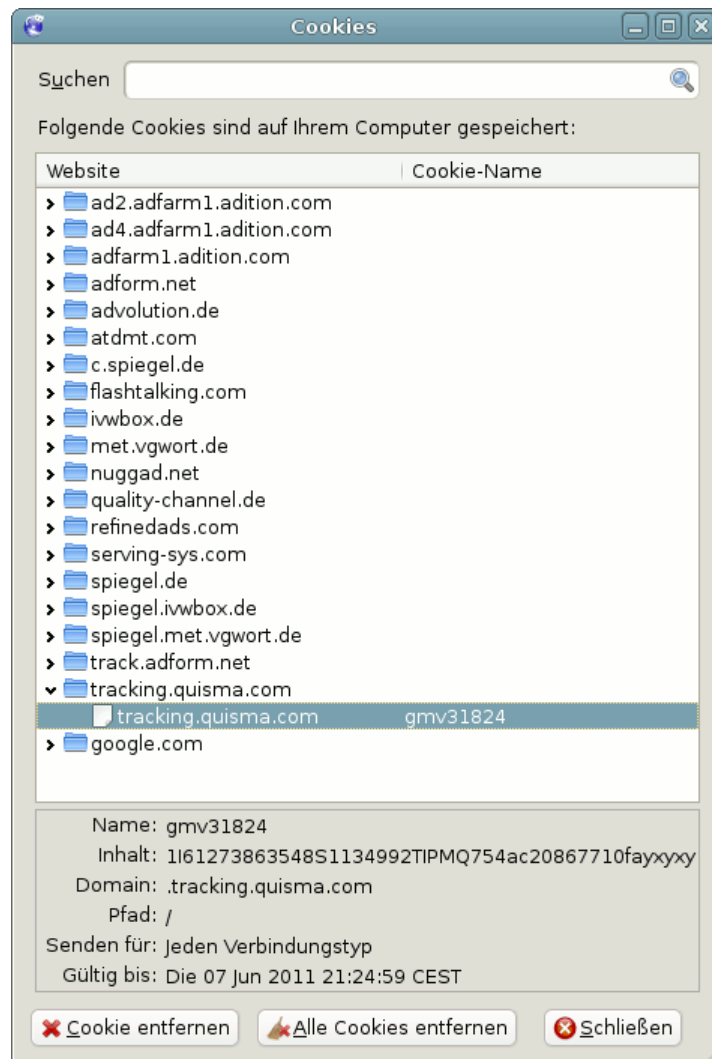 Cookies
Suchen
Folgende Cookies sind auf Ihrem Computer gespeichert:
Website Cookie-Name
ad2.adfarm1.adition.com
ad4.adfarm1.adition.com
adfarm1.adition.com
adform.net
advolution.de
atdmt.com
c.spiegel.de
flashtalking.com
ivwbox.de
met.vgwort.de
nuggad.net
quality-channel.de
refinedads.com
serving-sys.com
spiegel.de
spiegel.ivwbox.de
spiegel.met.vgwort.de
track.adform.net
tracking.quisma.com
tracking.quisma.com gmv31824
google.com
Name: gmv31824
Inhalt: 1I61273863548S1134992TIPMQ754ac20867710fayxyxy
Domain: .tracking.quisma.com
Pfad: /
Senden für: Jeden Verbindungstyp
Gültig bis: Die 07 Jun 2011 21:24:59 CEST
Cookie entfernen Alle Cookies entfernen Schließen